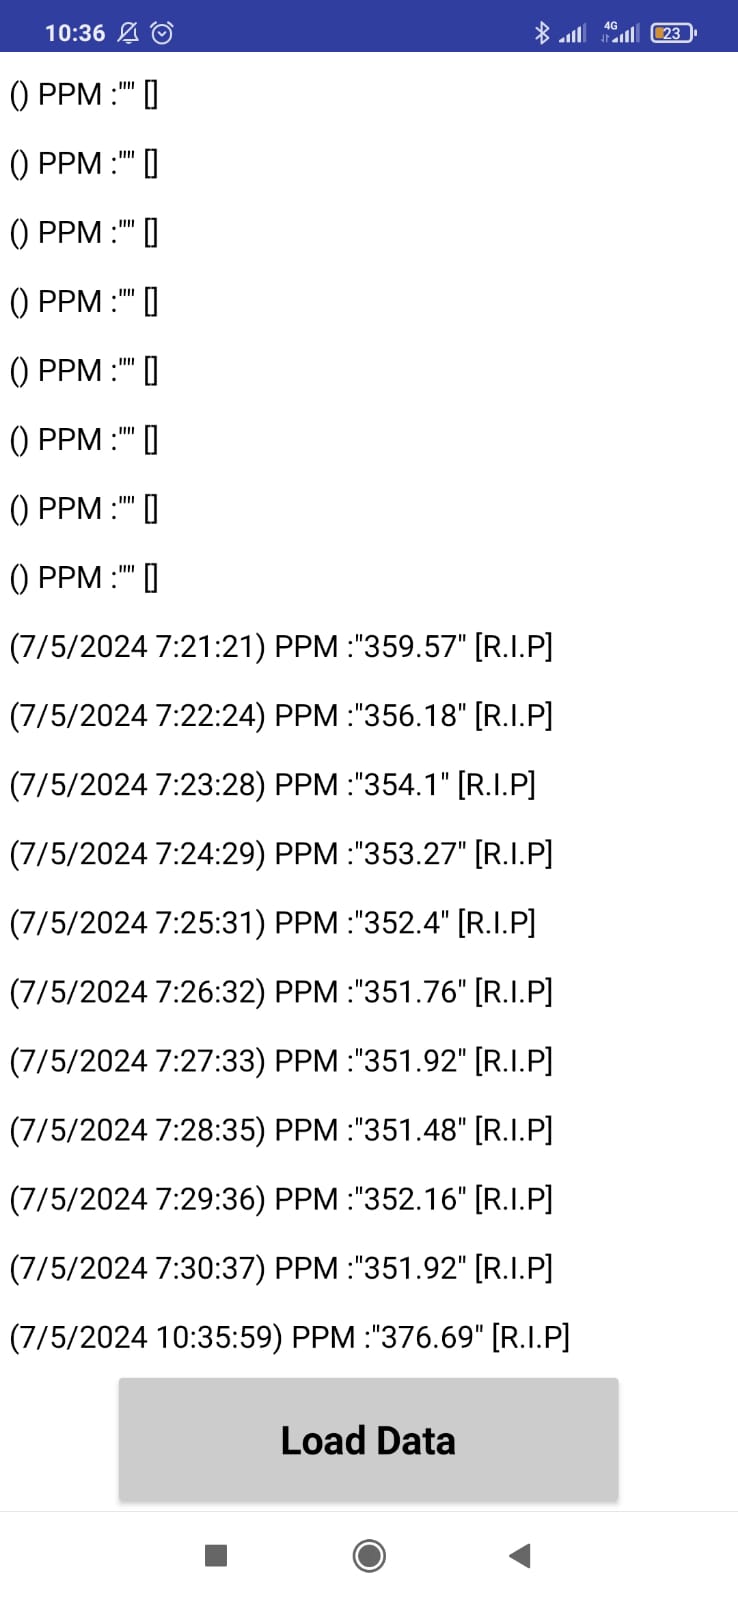 10:36 4G 23
() PPM :"" []
() PPM :"" []
() PPM :"" []
() PPM :"" []
() PPM :"" []
() PPM :"" []
() PPM :"" []
() PPM :"" []
(7/5/2024 7:21:21) PPM :"359.57" [R.I.P]
(7/5/2024 7:22:24) PPM :"356.18" [R.I.P]
(7/5/2024 7:23:28) PPM :"354.1" [R.I.P]
(7/5/2024 7:24:29) PPM :"353.27" [R.I.P]
(7/5/2024 7:25:31) PPM :"352.4" [R.I.P]
(7/5/2024 7:26:32) PPM :"351.76" [R.I.P]
(7/5/2024 7:27:33) PPM :"351.92" [R.I.P]
(7/5/2024 7:28:35) PPM :"351.48" [R.I.P]
(7/5/2024 7:29:36) PPM :"352.16" [R.I.P]
(7/5/2024 7:30:37) PPM :"351.92" [R.I.P]
(7/5/2024 10:35:59) PPM :"376.69" [R.I.P]
Load Data